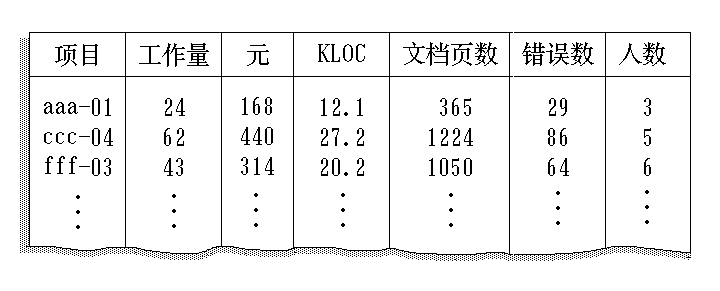 项目 工作量 元 KLOC 文档页数 错误数 人数
aaa-01 24 168 12.1 365 29 3
ccc-04 62 440 27.2 1224 86 5
fff-03 43 314 20.2 1050 64 6